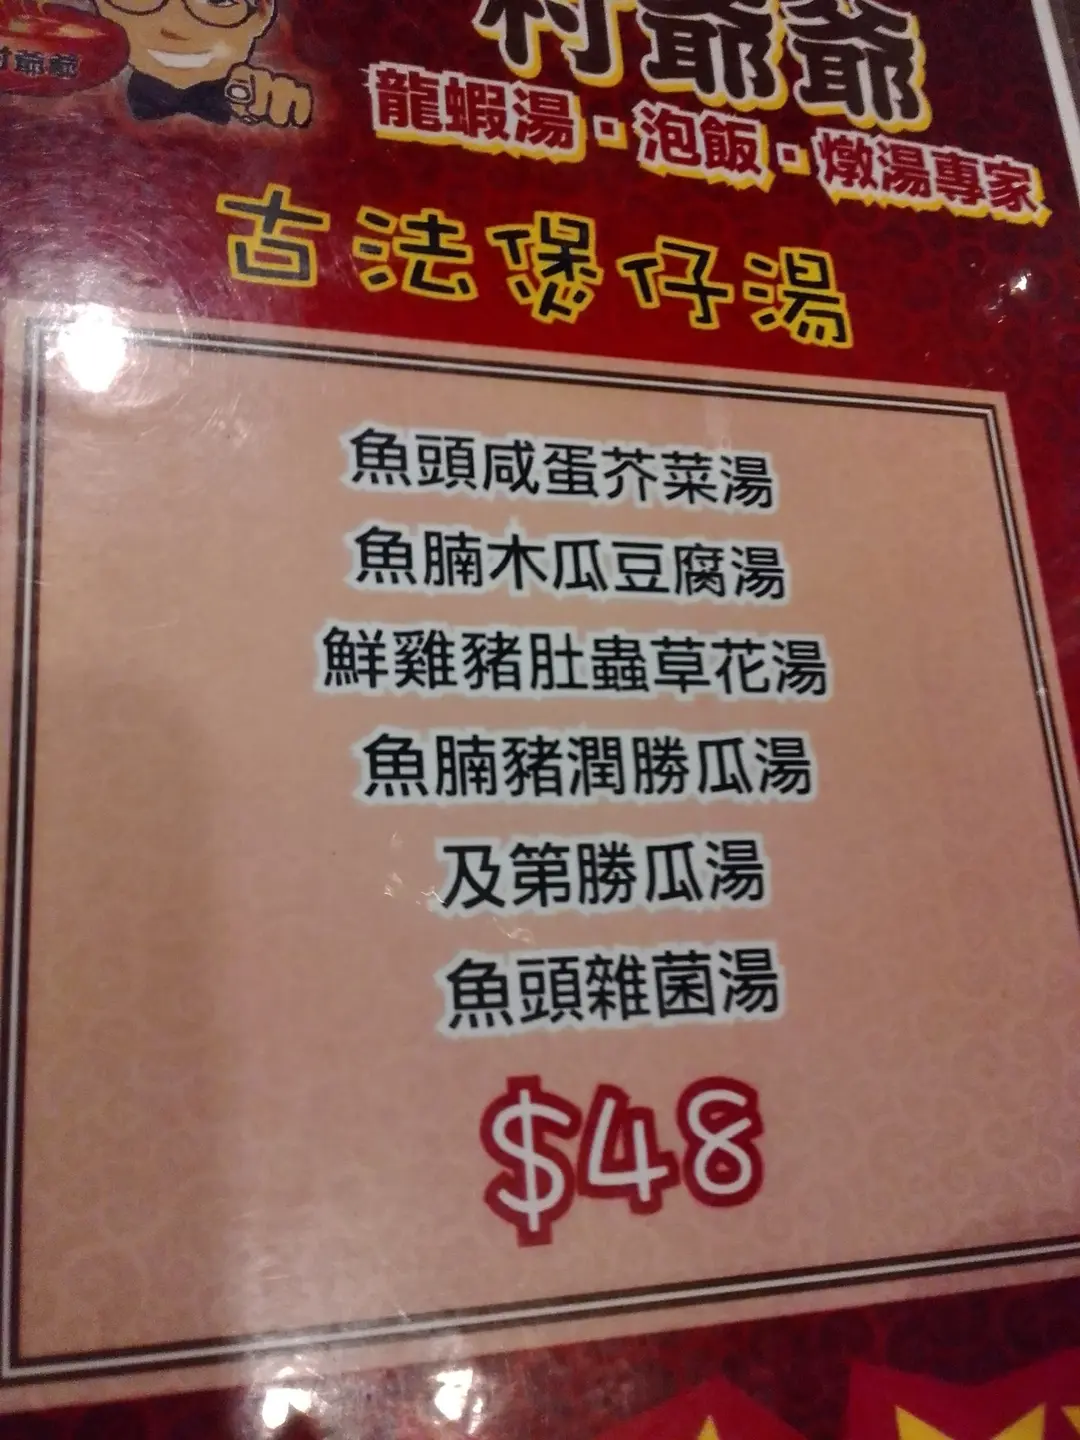 村爺爺
村爺爺
龍蝦湯·泡飯·燉湯專家
古法煲仔湯
魚頭咸蛋芥菜湯
魚腩木瓜豆腐湯
鮮雞豬肚蟲草花湯
魚腩豬潤勝瓜湯
及第勝瓜湯
魚頭雜菌湯
$48